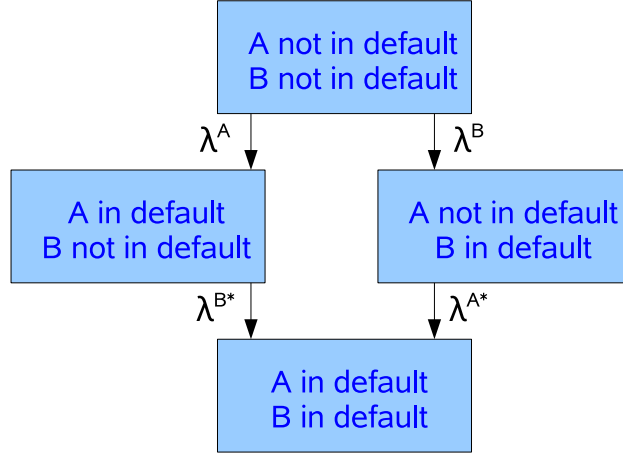 A not in default
B not in default
λA
λB
A in default
B not in default
A not in default
B in default
λB*
λA*
A in default
B in default